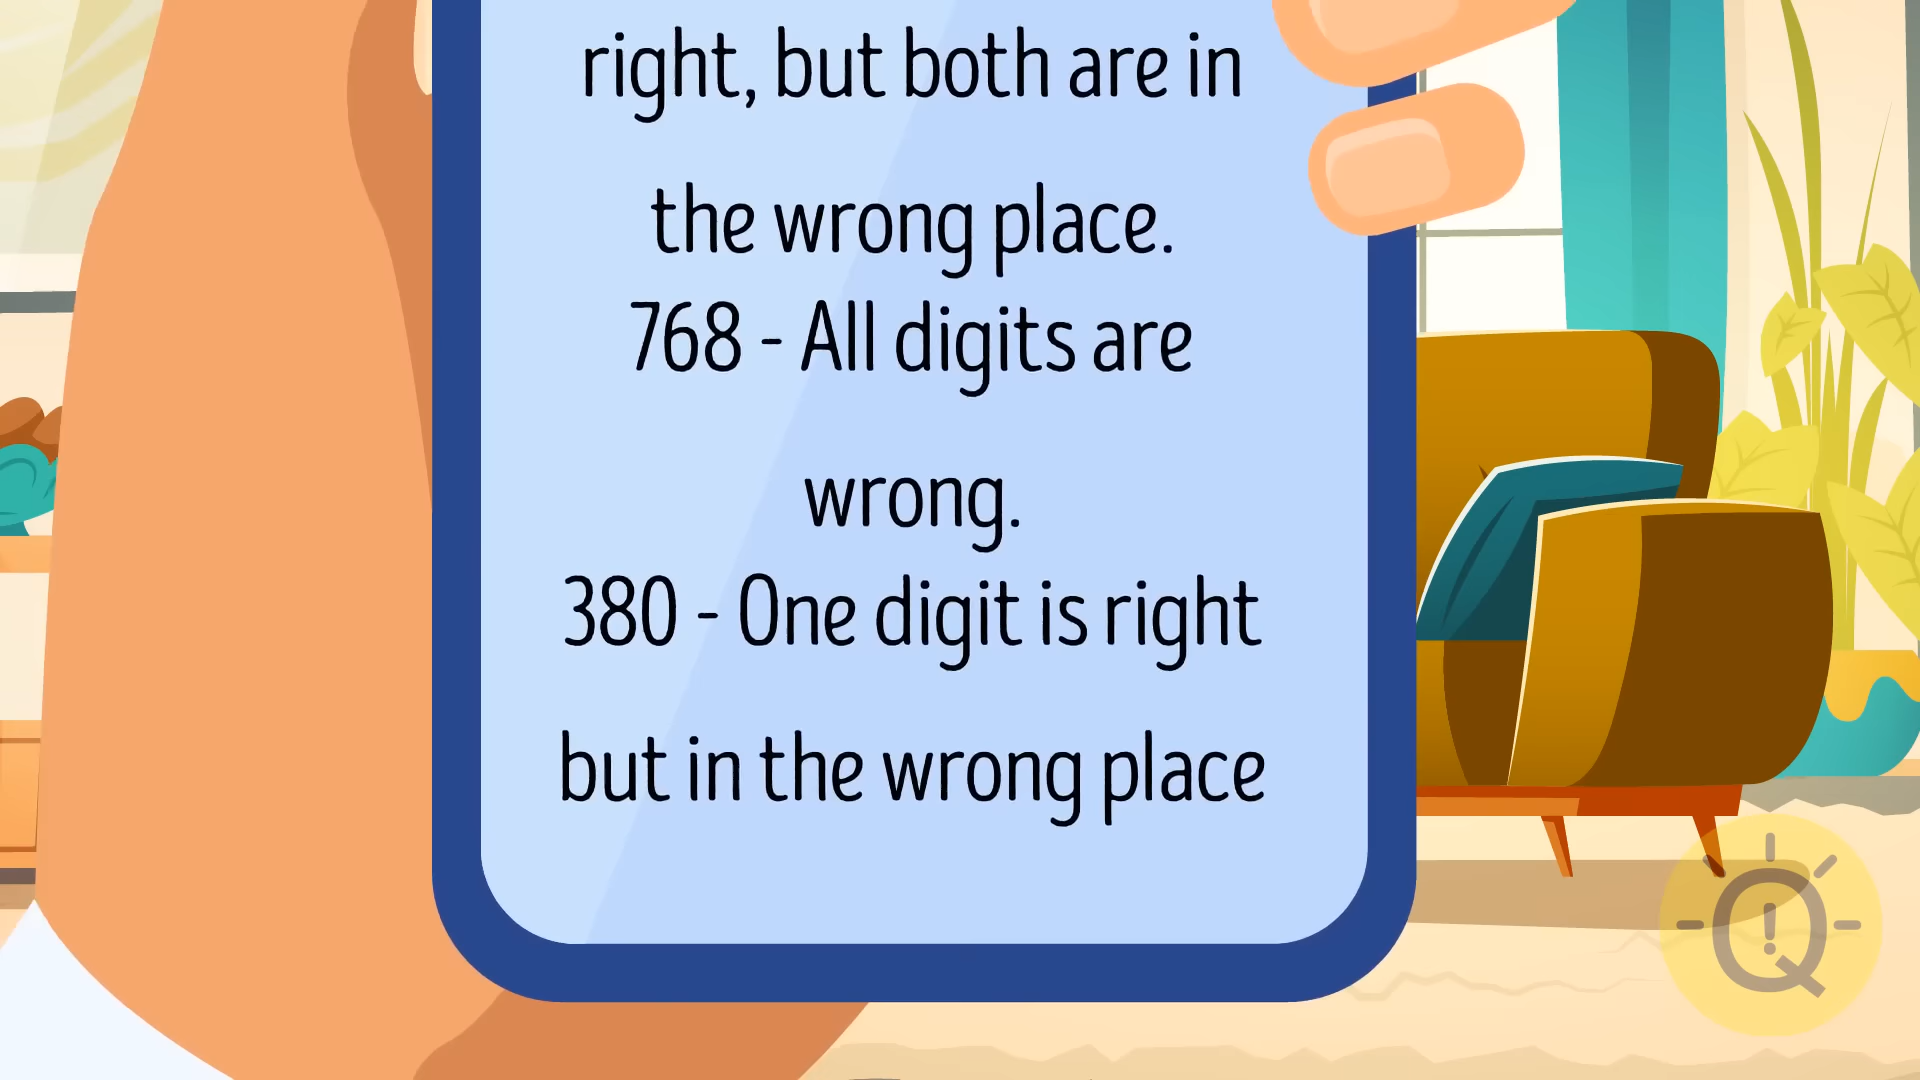 right, but both are in
the wrong place.
768 - All digits are
wrong.
380 - One digit is right
but in the wrong place